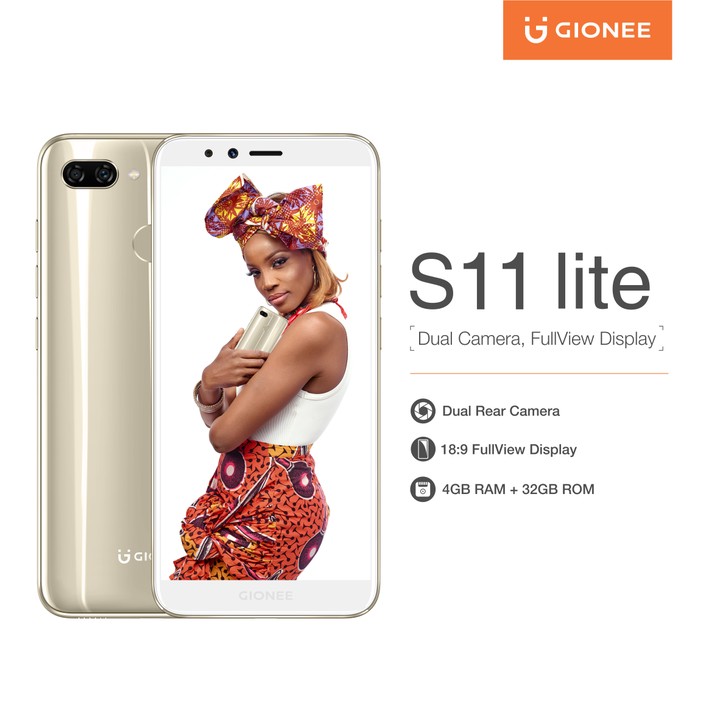 GIONEE
S11 lite
Dual Camera, FullView Display
Dual Rear Camera
18:9 FullView Display
4GB RAM + 32GB ROM
GIONEE
GIO